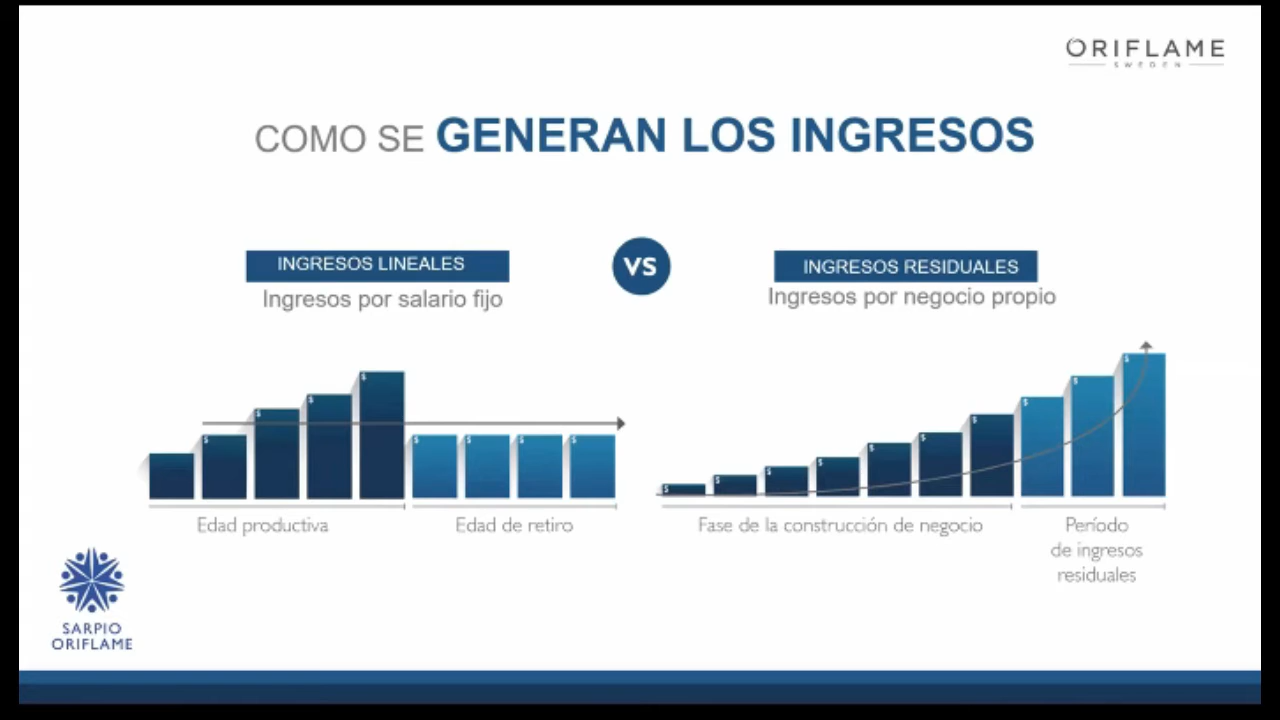 ORIFLAME
SWEDEN
COMO SE GENERAN LOS INGRESOS
INGRESOS LINEALES
Ingresos por salario fijo
VS
INGRESOS RESIDUALES
Ingresos por negocio propio
$
$ $ $ $
$ $ $ $
$ $ $ $ $ $ $ $ $ $
Edad productiva
Edad de retiro
Fase de la construcción de negocio
Período
de ingresos
residuales
SARPIO
ORIFLAME